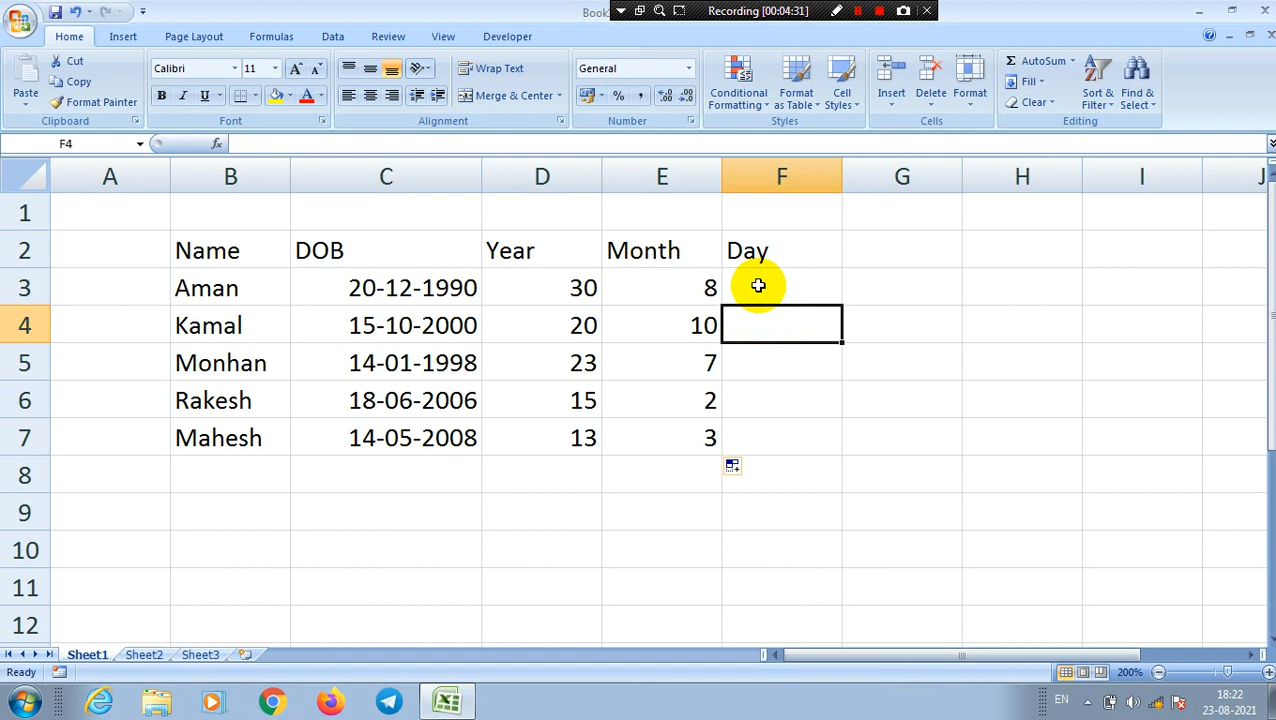 Book
Recording [00:04:31]
Home Insert Page Layout Formulas Data Review View Developer
Paste
Cut
Copy
Format Painter
Clipboard
Calibri 11 A A
B I U A
Font
Wrap Text
Merge & Center
Alignment
General
% ,
Number
Conditional Formatting
Format as Table
Cell Styles
Styles
Insert Delete Format
Cells
Σ AutoSum
Fill
Clear
Sort & Filter
Find & Select
Editing
F4 fx
A B C D E F G H I J
1
2 Name DOB Year Month Day
3 Aman 20-12-1990 30 8
4 Kamal 15-10-2000 20 10
5 Monhan 14-01-1998 23 7
6 Rakesh 18-06-2006 15 2
7 Mahesh 14-05-2008 13 3
8
9
10
11
12
Sheet1 Sheet2 Sheet3
Ready 200%
EN 18:22
23-08-2021